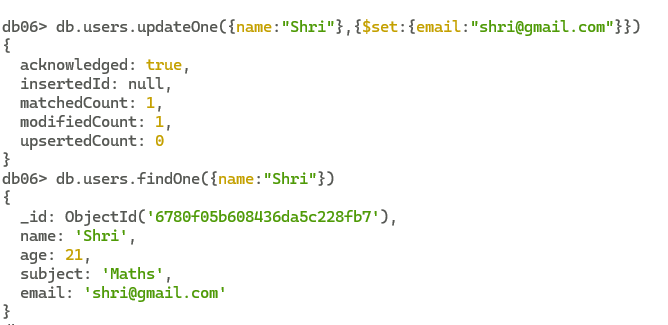 db06> db.users.updateOne({name:"Shri"},{$set:{email:"shri@gmail.com"}})
{
  acknowledged: true,
  insertedId: null,
  matchedCount: 1,
  modifiedCount: 1,
  upsertedCount: 0
}
db06> db.users.findOne({name:"Shri"})
{
  _id: ObjectId('6780f05b608436da5c228fb7'),
  name: 'Shri',
  age: 21,
  subject: 'Maths',
  email: 'shri@gmail.com'
}